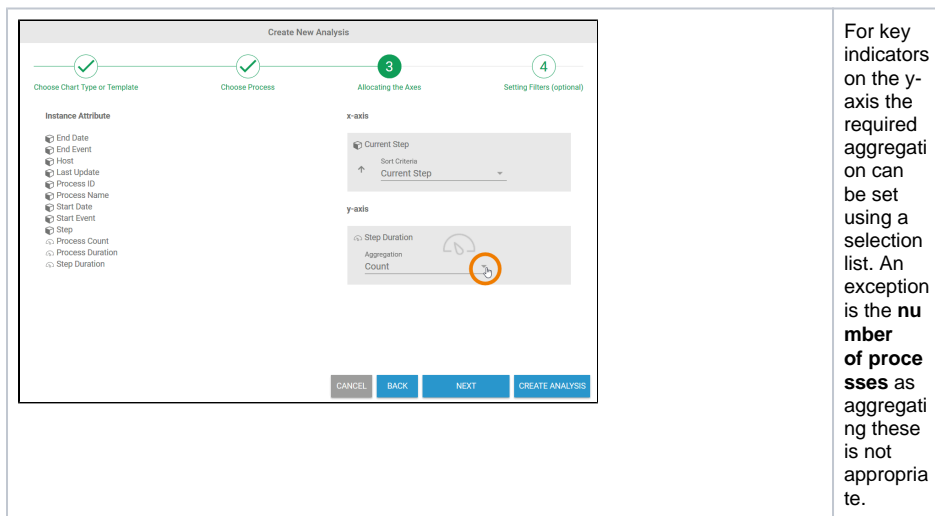 Create New Analysis
3
4
Choose Chart Type or Template
Choose Process
Allocating the Axes
Setting Filters (optional)
Instance Attribute
End Date
End Event
Host
Last Update
Process ID
Process Name
Start Date
Start Event
Step
Process Count
Process Duration
Step Duration
x-axis
Current Step
Sort Criteria
Current Step
y-axis
Step Duration
Aggregation
Count
CANCEL
BACK
NEXT
CREATE ANALYSIS
For key
indicators
on the y-
axis the
required
aggregati
on can
be set
using a
selection
list. An
exception
is the nu
mber
of proce
sses as
aggregati
ng these
is not
appropria
te.